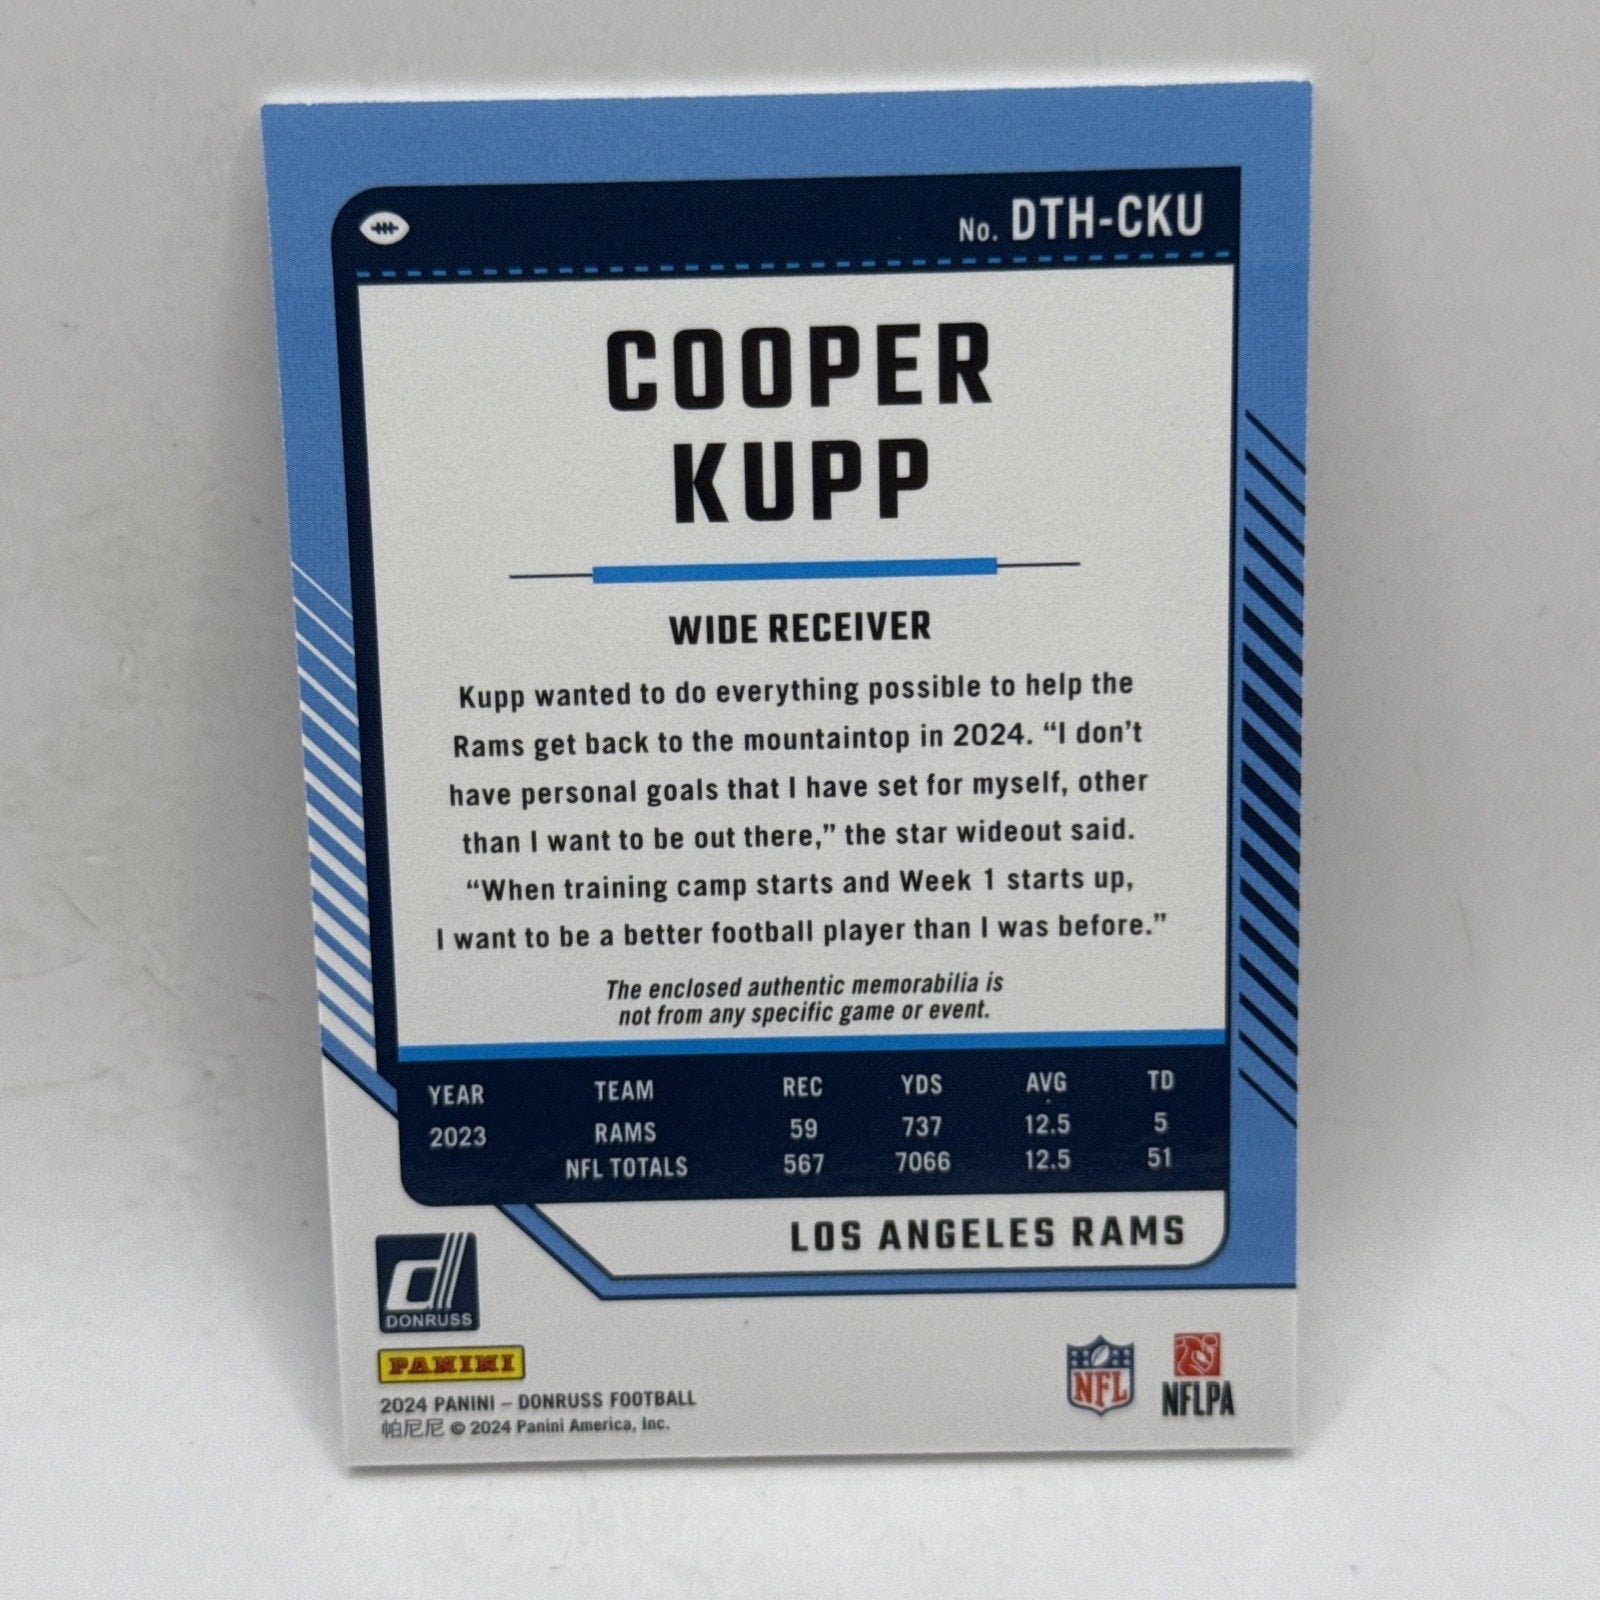 No. DTH-CKU
COOPER
KUPP
WIDE RECEIVER
Kupp wanted to do everything possible to help the
Rams get back to the mountaintop in 2024. “I don’t
have personal goals that I have set for myself, other
than I want to be out there,” the star wideout said.
“When training camp starts and Week 1 starts up,
I want to be a better football player than I was before.”
The enclosed authentic memorabilia is
not from any specific game or event.
YEAR TEAM REC YDS AVG TD
2023 RAMS 59 737 12.5 5
NFL TOTALS 567 7066 12.5 51
LOS ANGELES RAMS
d
DONRUSS
PANINI
2024 PANINI – DONRUSS FOOTBALL
帕尼尼 © 2024 Panini America, Inc.
NFL
NFLPA